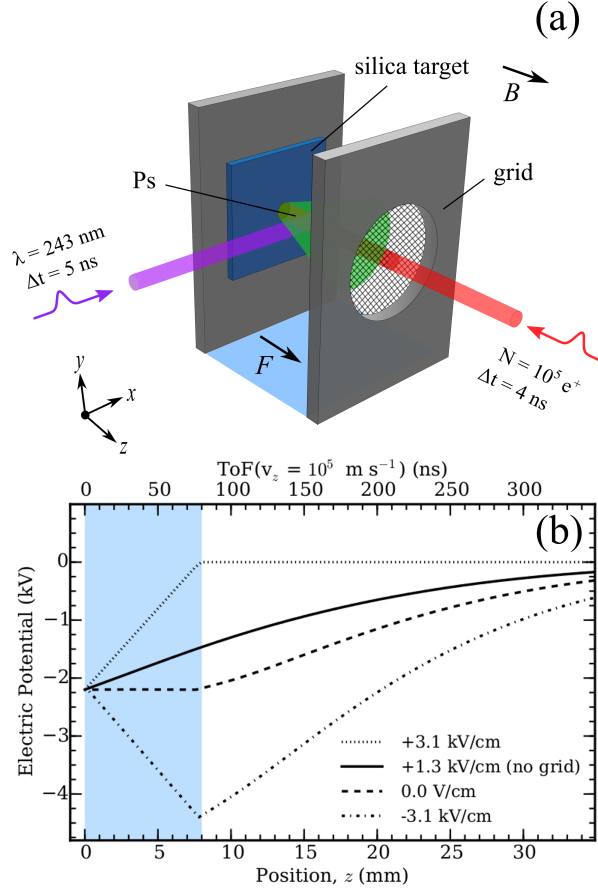 (a)
silica target
B
Ps
grid
λ = 243 nm
Δt = 5 ns
F
N = 10⁵ e⁺
Δt = 4 ns
y
x
z
ToF(v_z = 10⁵ m s⁻¹) (ns)
0 50 100 150 200 250 300
(b)
Electric Potential (kV)
0
−1
−2
−3
−4
+3.1 kV/cm
+1.3 kV/cm (no grid)
0.0 V/cm
-3.1 kV/cm
0 5 10 15 20 25 30
Position, z (mm)